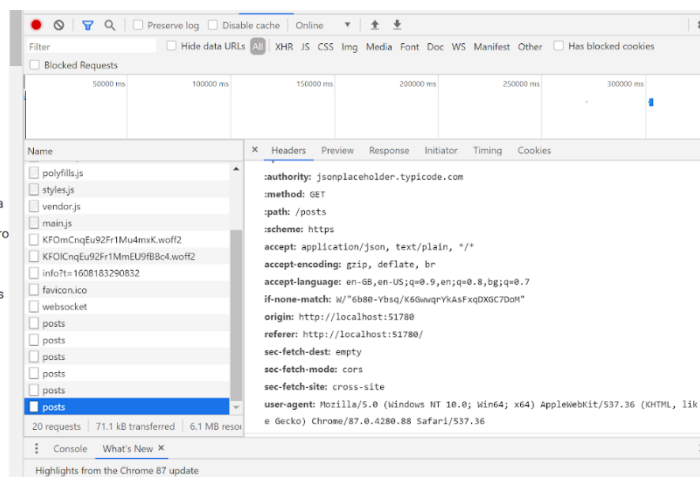 Preserve log Disable cache Online
Filter Hide data URLs All XHR JS CSS Img Media Font Doc WS Manifest Other Has blocked cookies
Blocked Requests
50000 ms 100000 ms 150000 ms 200000 ms 250000 ms 300000 ms
Name
polyfills.js
styles.js
vendor.js
main.js
KFOmCnqEu92Fr1Mu4mxK.woff2
KFOlCnqEu92Fr1MmEU9fBBc4.woff2
info?t=1608183290832
favicon.ico
websocket
posts
posts
posts
posts
posts
posts
20 requests 71.1 kB transferred 6.1 MB
× Headers Preview Response Initiator Timing Cookies
:authority: jsonplaceholder.typicode.com
:method: GET
:path: /posts
:scheme: https
accept: application/json, text/plain, */*
accept-encoding: gzip, deflate, br
accept-language: en-GB,en-US;q=0.9,en;q=0.8,bg;q=0.7
if-none-match: W/"6b80-Ybsq/K6GwwqrYkAsFxqDXGC7DoM"
origin: http://localhost:51780
referer: http://localhost:51780/
sec-fetch-dest: empty
sec-fetch-mode: cors
sec-fetch-site: cross-site
user-agent: Mozilla/5.0 (Windows NT 10.0; Win64; x64) AppleWebKit/537.36 (KHTML, lik
e Gecko) Chrome/87.0.4280.88 Safari/537.36
Console What's New ×
Highlights from the Chrome 87 update